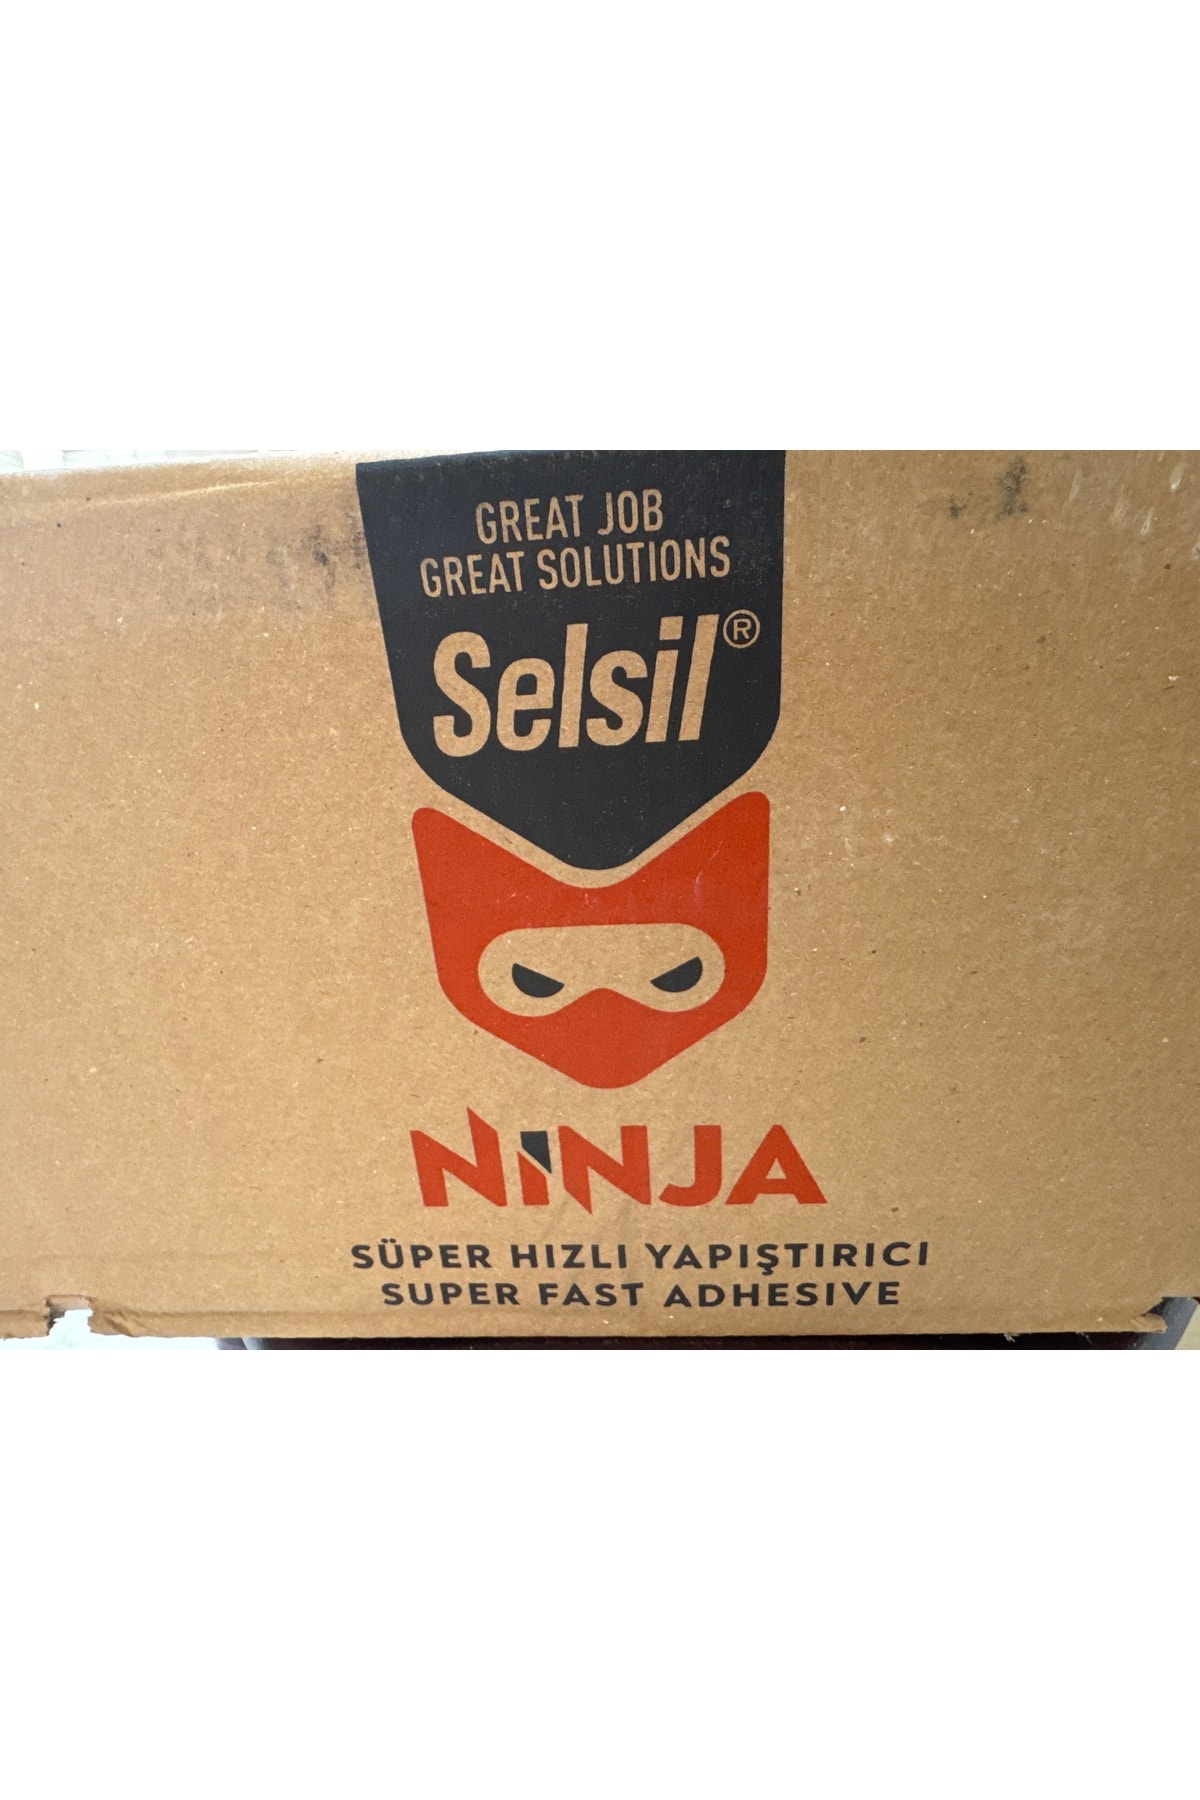 GREAT JOB
GREAT SOLUTIONS
Selsil®
NiNJA
SÜPER HIZLI YAPIŞTIRICI
SUPER FAST ADHESIVE